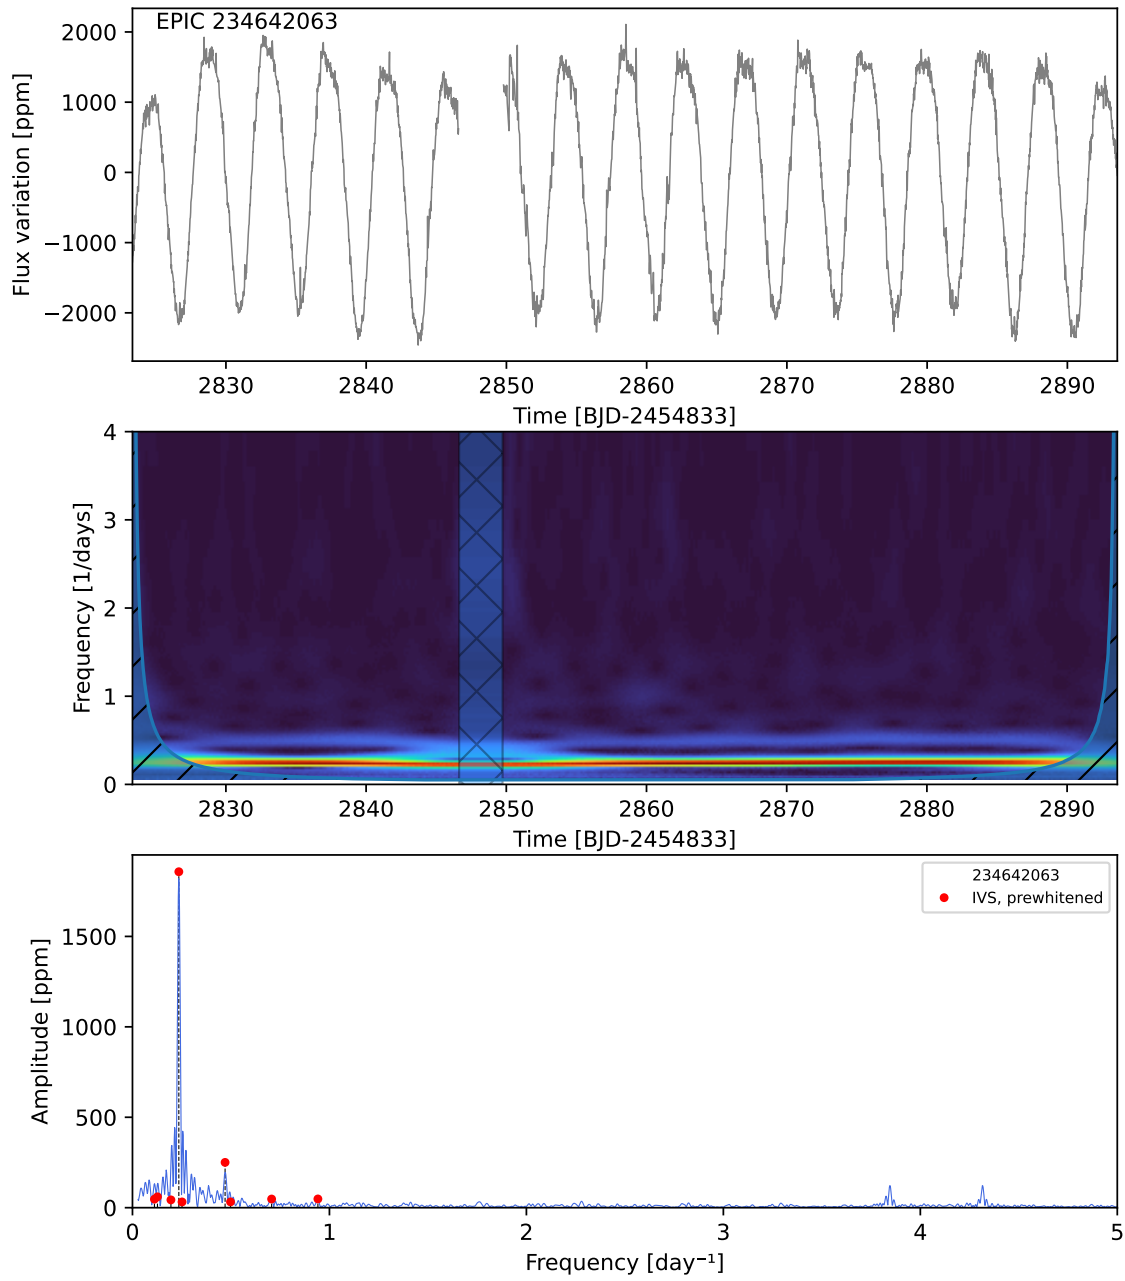 EPIC 234642063
2000
1000
0
−1000
−2000
Flux variation [ppm]
2830 2840 2850 2860 2870 2880 2890
Time [BJD-2454833]
4
3
2
1
0
Frequency [1/days]
2830 2840 2850 2860 2870 2880 2890
Time [BJD-2454833]
234642063
IVS, prewhitened
1500
1000
500
0
Amplitude [ppm]
0 1 2 3 4 5
Frequency [day⁻¹]